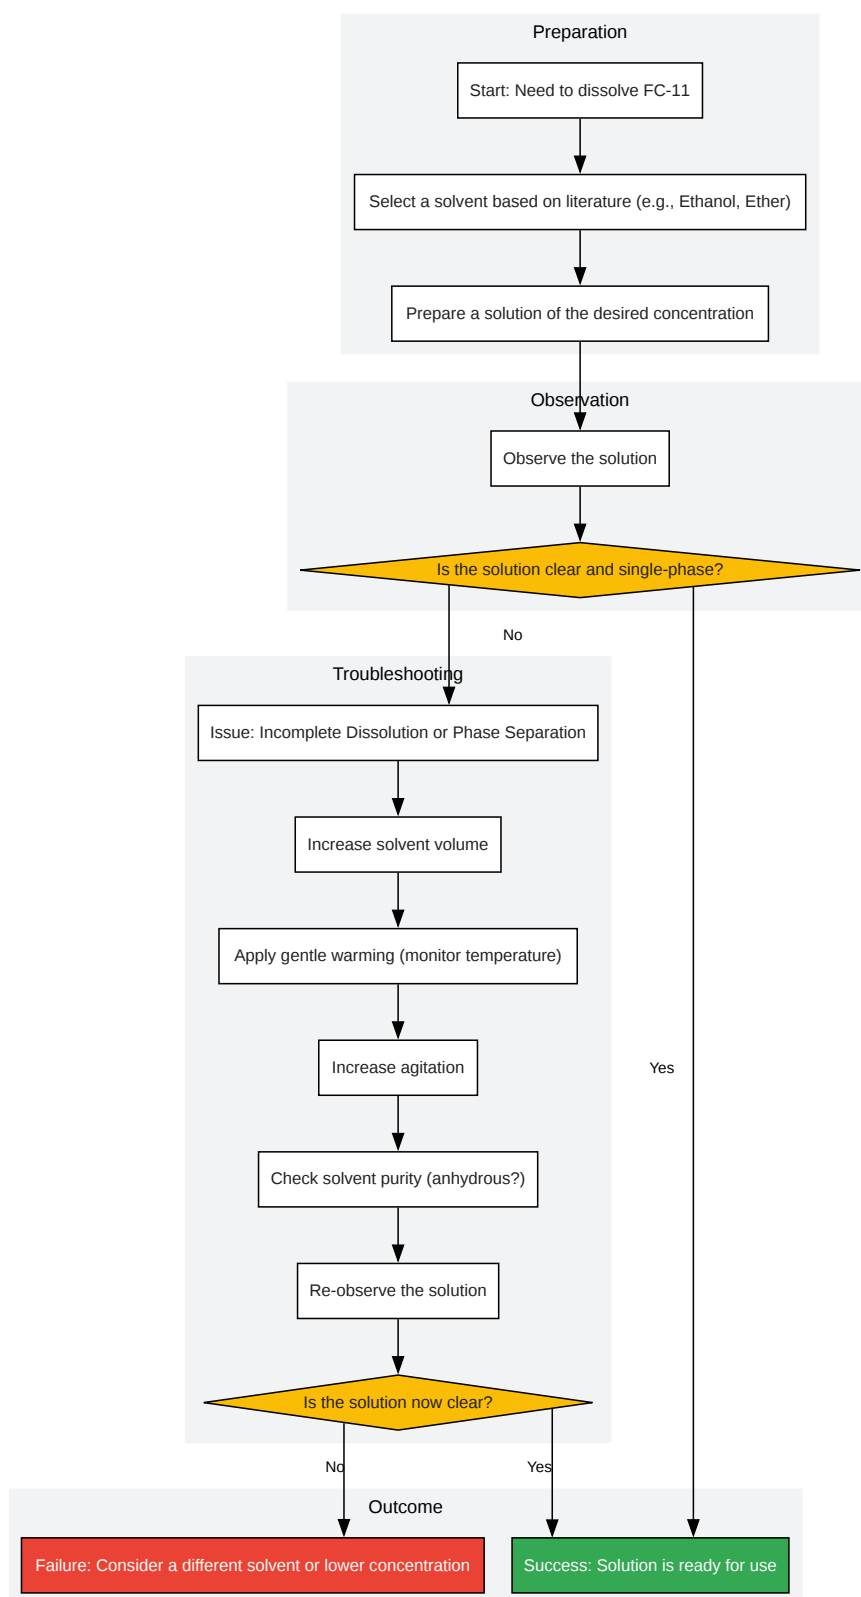 Preparation
Start: Need to dissolve FC-11
Select a solvent based on literature (e.g., Ethanol, Ether)
Prepare a solution of the desired concentration
Observation
Observe the solution
Is the solution clear and single-phase?
No
Troubleshooting
Issue: Incomplete Dissolution or Phase Separation
Increase solvent volume
Apply gentle warming (monitor temperature)
Increase agitation
Yes
Check solvent purity (anhydrous?)
Re-observe the solution
Is the solution now clear?
No
Yes
Outcome
Failure: Consider a different solvent or lower concentration
Success: Solution is ready for use